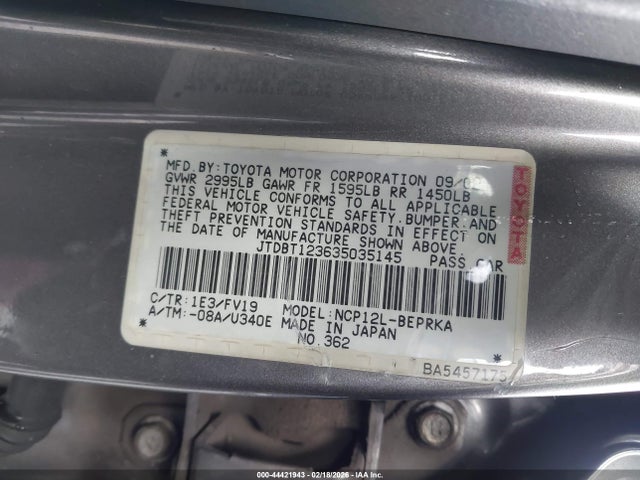 MFD.BY:TOYOTA MOTOR CORPORATION 09/0
GVWR 2995LB GAWR FR 1595LB RR 1450LB
THIS VEHICLE CONFORMS TO ALL APPLICABLE
FEDERAL MOTOR VEHICLE SAFETY,BUMPER,AND
THEFT PREVENTION STANDARDS IN EFFECT ON
THE DATE OF MANUFACTURE SHOWN ABOVE.
JTDBT123635035145 PASS CAR
C/TR:1E3/FV19 MODEL:NCP12L-BEPRKA
A/TM:-08A/U340E MADE IN JAPAN
NO.362
BA5457175
TOYOTA
000-44421943 - 02/18/2026 - IAA Inc.